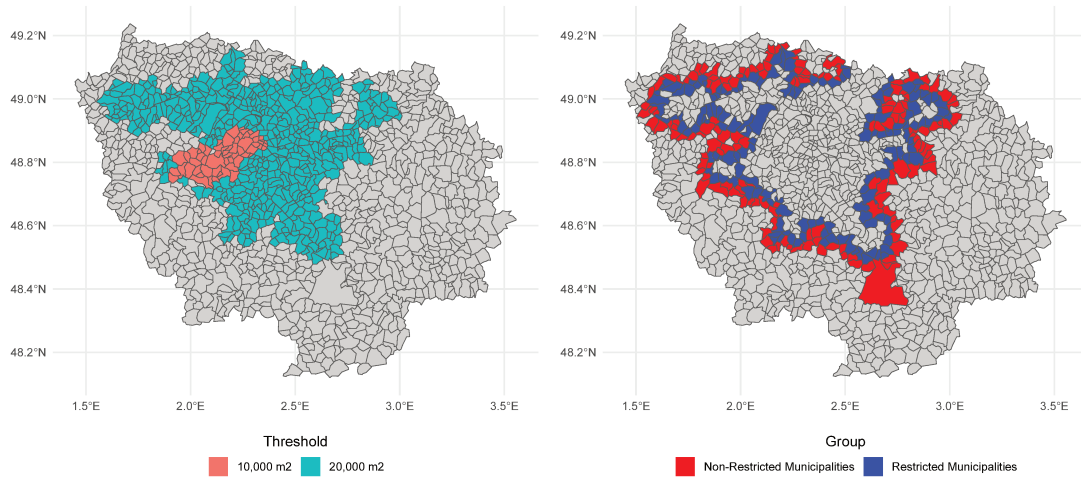 49.2°N
49.0°N
48.8°N
48.6°N
48.4°N
48.2°N
1.5°E 2.0°E 2.5°E 3.0°E 3.5°E
Threshold
10,000 m2 20,000 m2
49.2°N
49.0°N
48.8°N
48.6°N
48.4°N
48.2°N
1.5°E 2.0°E 2.5°E 3.0°E 3.5°E
Group
Non-Restricted Municipalities Restricted Municipalities